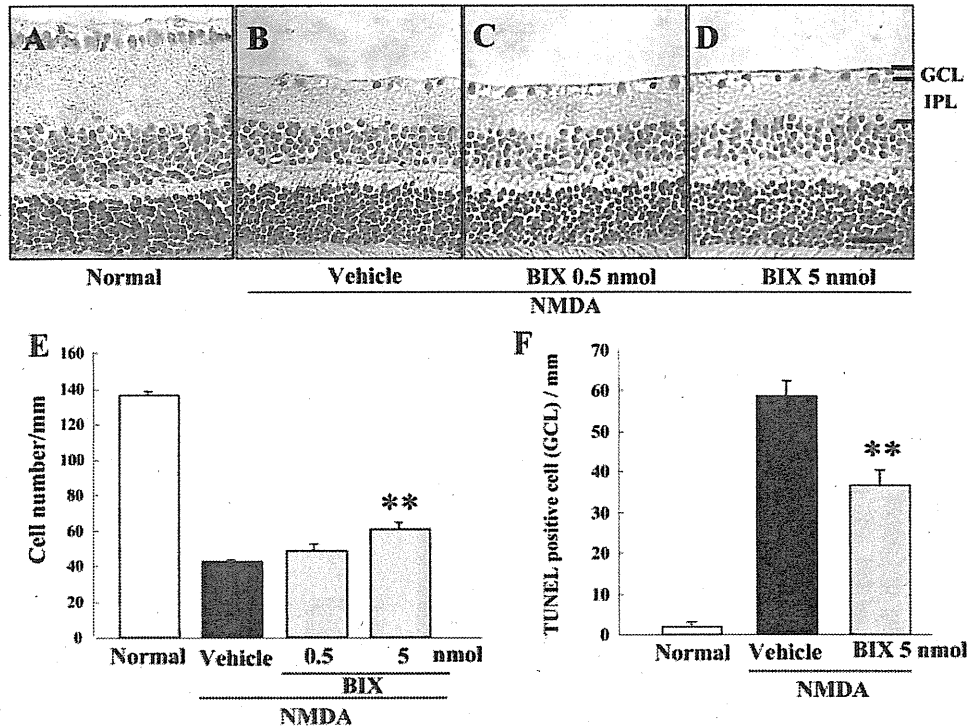 A
B
C
D
GCL
IPL
Normal
Vehicle
BIX 0.5 nmol
BIX 5 nmol
NMDA
E
160
140
120
100
80
60
40
20
0
Cell number/mm
**
Normal
Vehicle
0.5
5
nmol
BIX
NMDA
F
70
60
50
40
30
20
10
0
TUNEL positive cell (GCL) / mm
**
Normal
Vehicle
BIX 5 nmol
NMDA